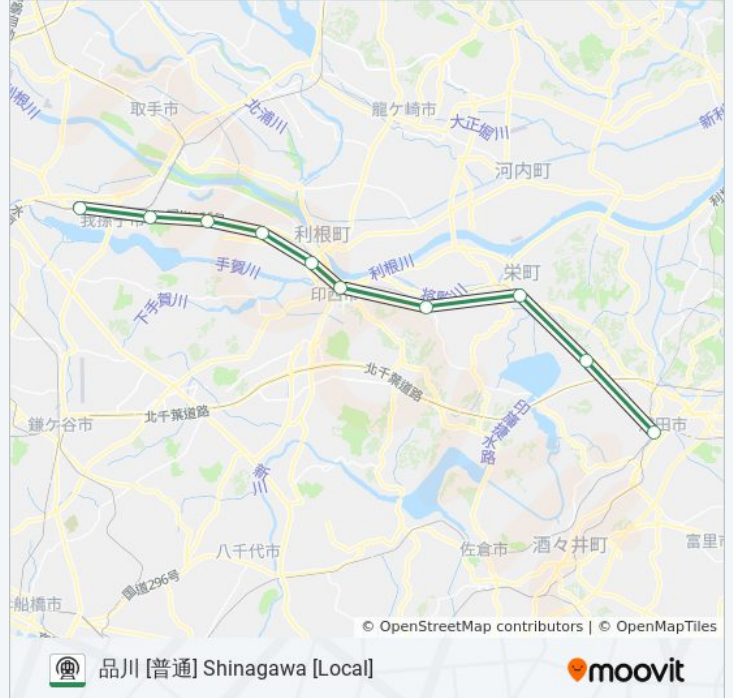 取手市
北浦川
龍ケ崎市
大正堀川
新利
利根川
河内町
我孫子市
利根町
手賀川
利根川
栄町
下手賀川
印西市
北千葉道路
北千葉道路
鎌ケ谷市
印旛捷水路
田市
新川
八千代市
佐倉市
酒々井町
富里市
国道296号
船橋市
© OpenStreetMap contributors | © OpenMapTiles
品川 [普通] Shinagawa [Local]
moovit